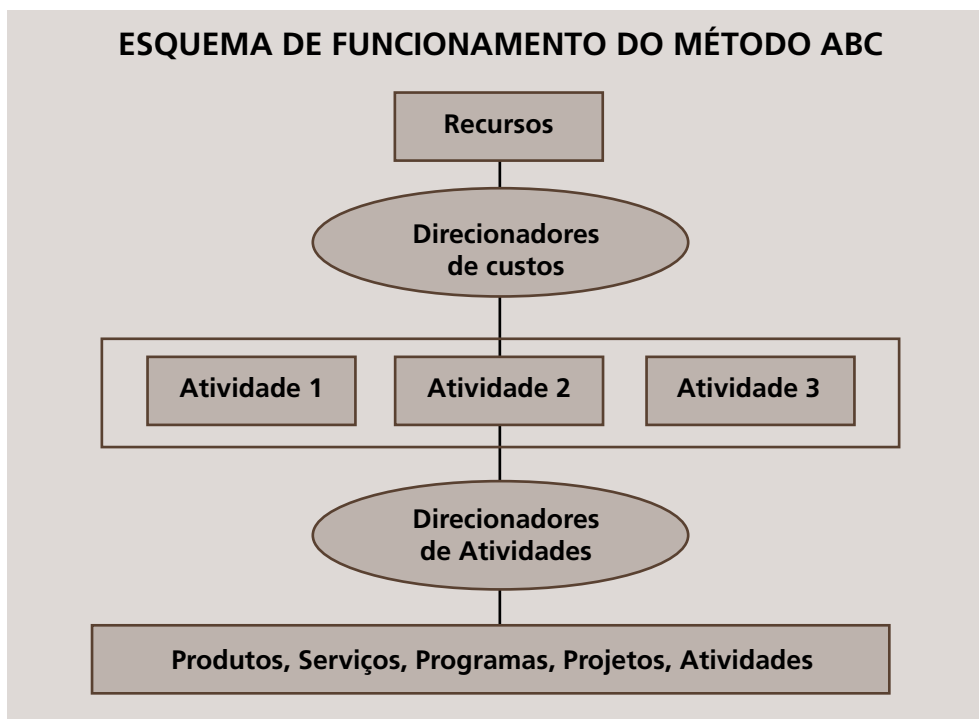 ESQUEMA DE FUNCIONAMENTO DO MÉTODO ABC
Recursos
Direcionadores
de custos
Atividade 1
Atividade 2
Atividade 3
Direcionadores
de Atividades
Produtos, Serviços, Programas, Projetos, Atividades